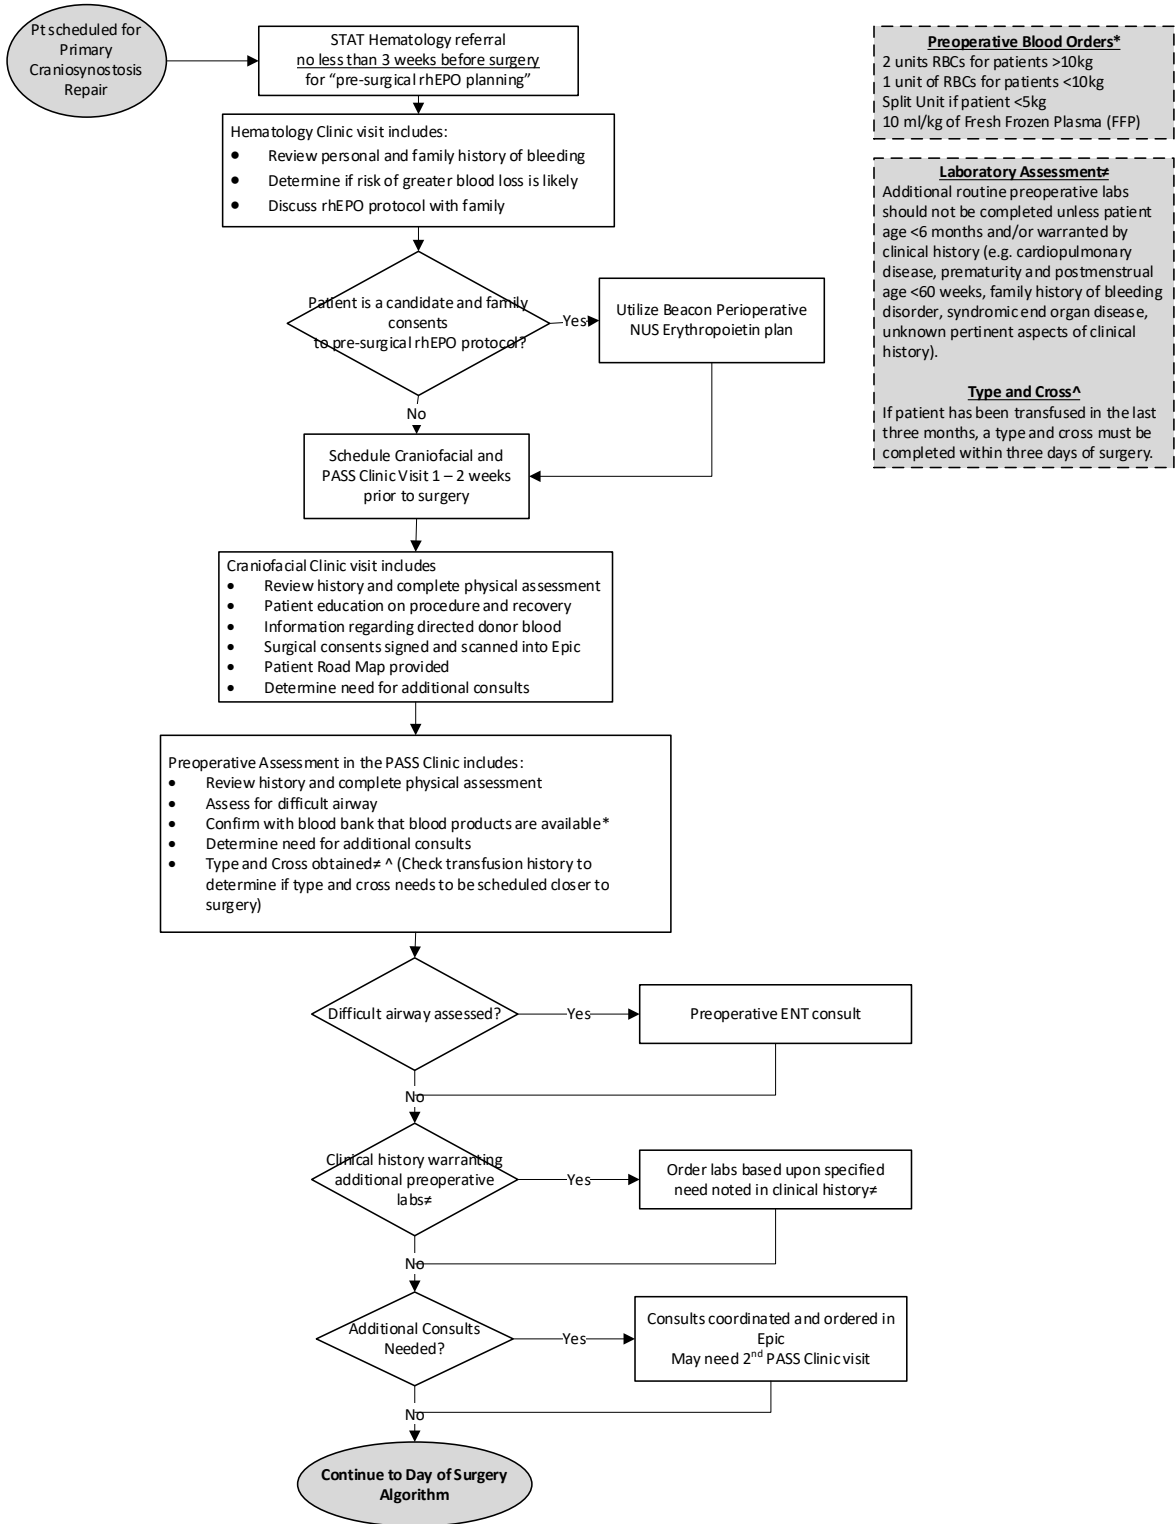 Pt scheduled for
Primary
Craniosynostosis
Repair
STAT Hematology referral
no less than 3 weeks before surgery
for “pre-surgical rhEPO planning”
Hematology Clinic visit includes:
• Review personal and family history of bleeding
• Determine if risk of greater blood loss is likely
• Discuss rhEPO protocol with family
Patient is a candidate and family
consents
to pre-surgical rhEPO protocol?
Yes
Utilize Beacon Perioperative
NUS Erythropoietin plan
No
Schedule Craniofacial and
PASS Clinic Visit 1 – 2 weeks
prior to surgery
Craniofacial Clinic visit includes
• Review history and complete physical assessment
• Patient education on procedure and recovery
• Information regarding directed donor blood
• Surgical consents signed and scanned into Epic
• Patient Road Map provided
• Determine need for additional consults
Preoperative Assessment in the PASS Clinic includes:
• Review history and complete physical assessment
• Assess for difficult airway
• Confirm with blood bank that blood products are available*
• Determine need for additional consults
• Type and Cross obtained≠ ^ (Check transfusion history to
determine if type and cross needs to be scheduled closer to
surgery)
Difficult airway assessed?
Yes
Preoperative ENT consult
No
Clinical history warranting
additional preoperative
labs≠
Yes
Order labs based upon specified
need noted in clinical history≠
No
Additional Consults
Needed?
Yes
Consults coordinated and ordered in
Epic
May need 2nd PASS Clinic visit
No
Continue to Day of Surgery
Algorithm
Preoperative Blood Orders*
2 units RBCs for patients >10kg
1 unit of RBCs for patients <10kg
Split Unit if patient <5kg
10 ml/kg of Fresh Frozen Plasma (FFP)
Laboratory Assessment≠
Additional routine preoperative labs
should not be completed unless patient
age <6 months and/or warranted by
clinical history (e.g. cardiopulmonary
disease, prematurity and postmenstrual
age <60 weeks, family history of bleeding
disorder, syndromic end organ disease,
unknown pertinent aspects of clinical
history).
Type and Cross^
If patient has been transfused in the last
three months, a type and cross must be
completed within three days of surgery.